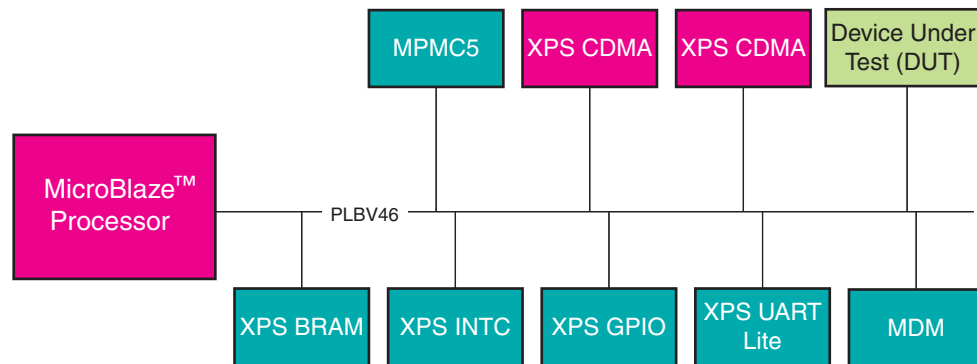 MPMC5
XPS CDMA
XPS CDMA
Device Under
Test (DUT)
MicroBlaze™
Processor
PLBV46
XPS BRAM
XPS INTC
XPS GPIO
XPS UART
Lite
MDM